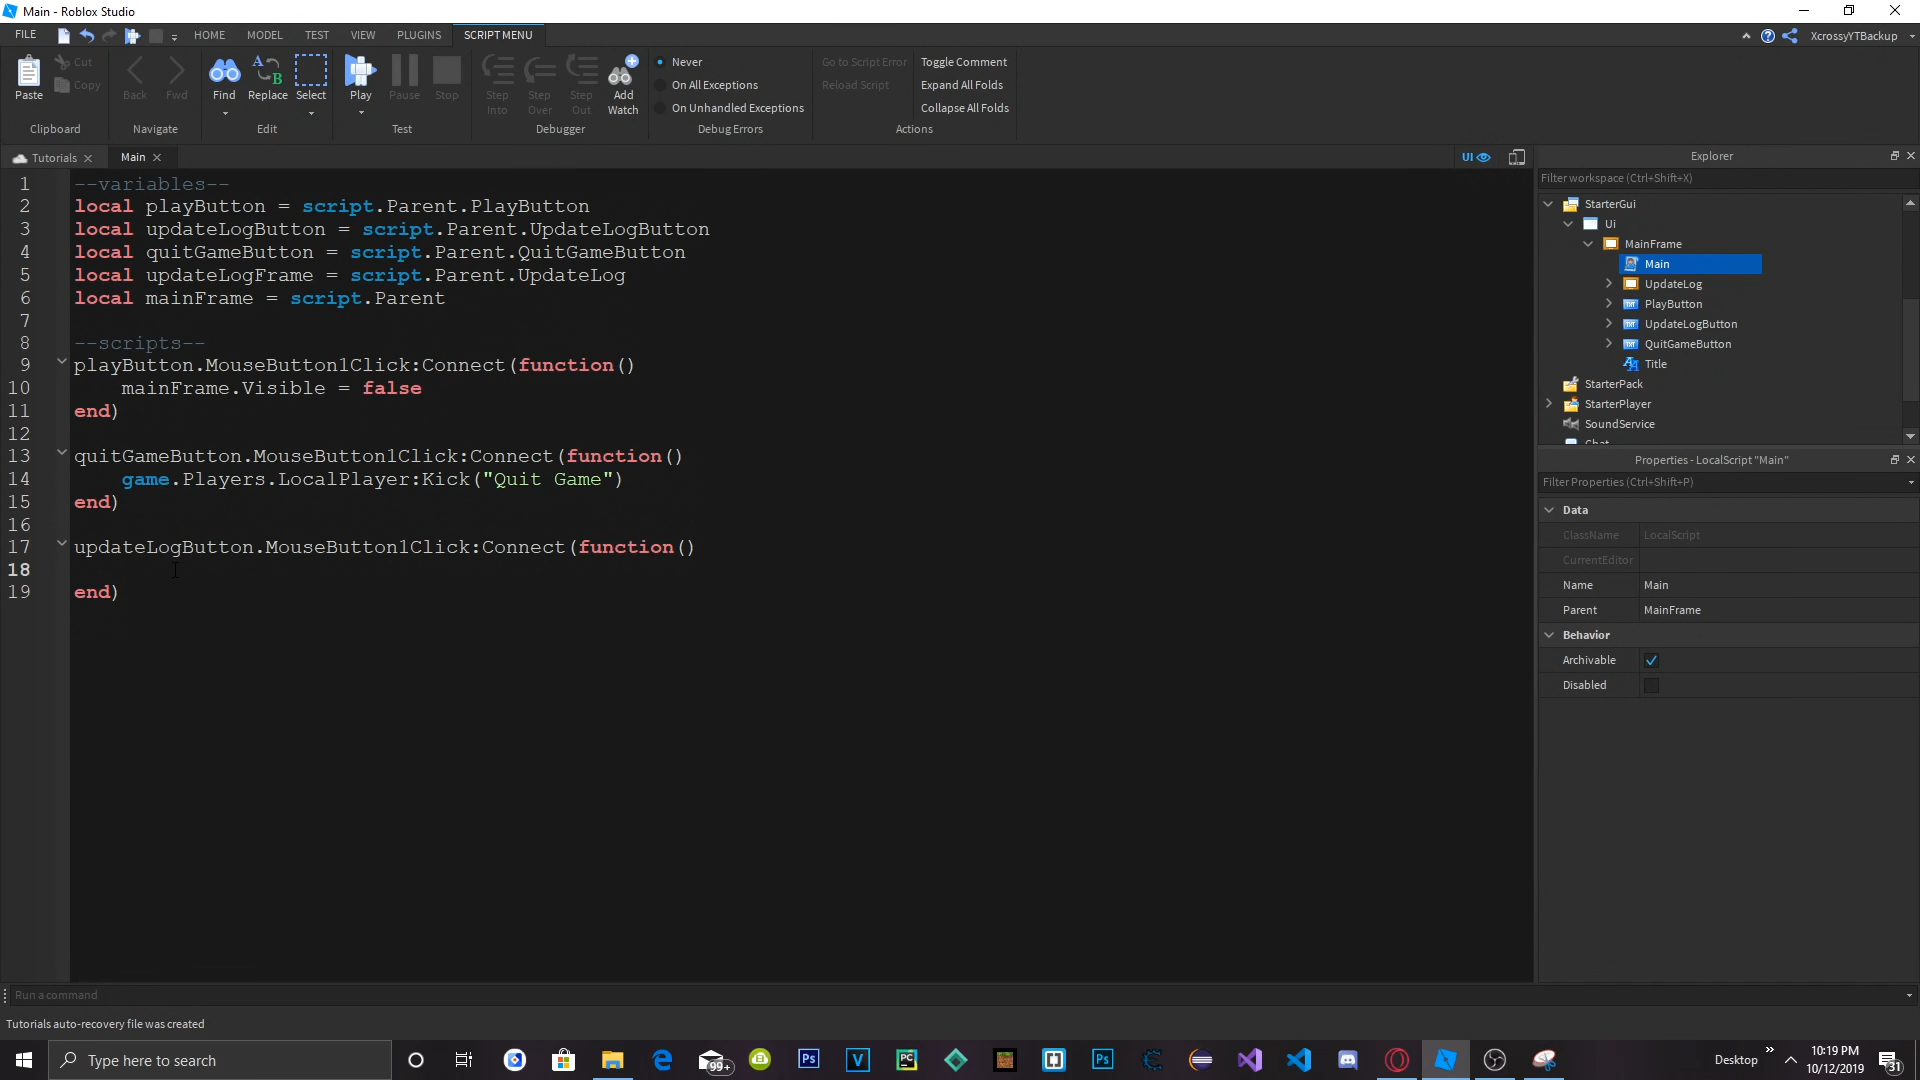 Main - Roblox Studio
FILE HOME MODEL TEST VIEW PLUGINS SCRIPT MENU XcrossyYTBackup
Paste Cut Copy Clipboard
Back Fwd Navigate
Find Replace Select Edit
Play Pause Stop Test
Step Into Step Over Step Out Add Watch Debugger
Never
On All Exceptions
On Unhandled Exceptions
Debug Errors
Go to Script Error
Reload Script
Toggle Comment
Expand All Folds
Collapse All Folds
Actions
Tutorials Main UI
1 --variables--
2 local playButton = script.Parent.PlayButton
3 local updateLogButton = script.Parent.UpdateLogButton
4 local quitGameButton = script.Parent.QuitGameButton
5 local updateLogFrame = script.Parent.UpdateLog
6 local mainFrame = script.Parent
7
8 --scripts--
9 playButton.MouseButton1Click:Connect(function()
10 mainFrame.Visible = false
11 end)
12
13 quitGameButton.MouseButton1Click:Connect(function()
14 game.Players.LocalPlayer:Kick("Quit Game")
15 end)
16
17 updateLogButton.MouseButton1Click:Connect(function()
18
19 end)
Explorer
Filter workspace (Ctrl+Shift+X)
StarterGui
Ui
MainFrame
Main
UpdateLog
PlayButton
UpdateLogButton
QuitGameButton
Title
StarterPack
StarterPlayer
SoundService
Chat
Properties - LocalScript "Main"
Filter Properties (Ctrl+Shift+P)
Data
ClassName LocalScript
CurrentEditor
Name Main
Parent MainFrame
Behavior
Archivable
Disabled
Run a command
Tutorials auto-recovery file was created
Type here to search
99+
Desktop
10:19 PM
10/12/2019
31